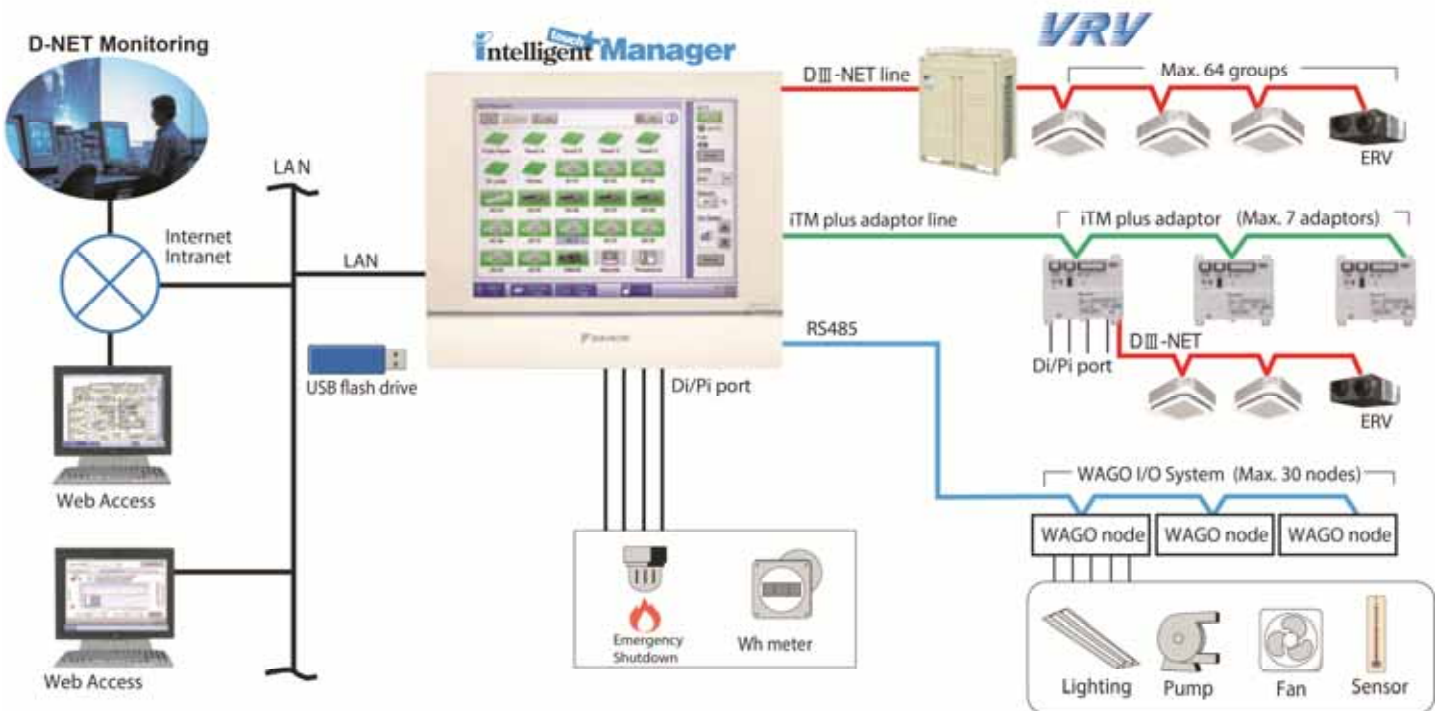 D-NET Monitoring
intelligent touch Manager
VRV
DⅢ-NET line
Max. 64 groups
ERV
LAN
Internet
Intranet
LAN
iTM plus adaptor line
iTM plus adaptor (Max. 7 adaptors)
USB flash drive
RS485
DⅢ-NET
Di/Pi port
Di/Pi port
ERV
DAIKIN
Web Access
WAGO I/O System (Max. 30 nodes)
WAGO node
WAGO node
WAGO node
Emergency
Shutdown
Wh meter
Web Access
Lighting
Pump
Fan
Sensor